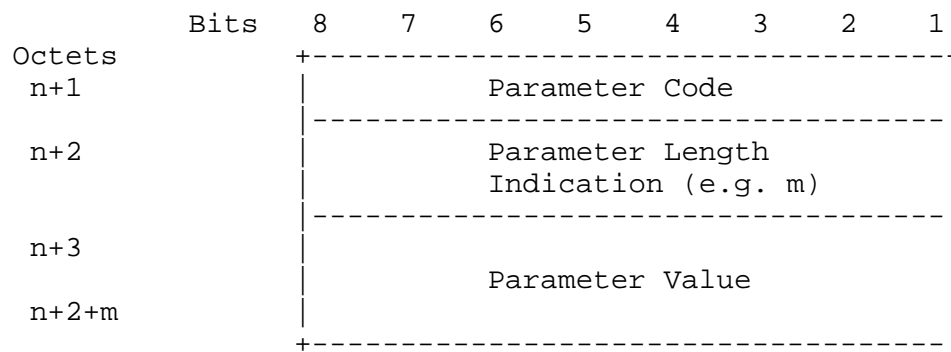 Bits 8 7 6 5 4 3 2 1
Octets
n+1 Parameter Code
n+2 Parameter Length
Indication (e.g. m)
n+3
Parameter Value
n+2+m